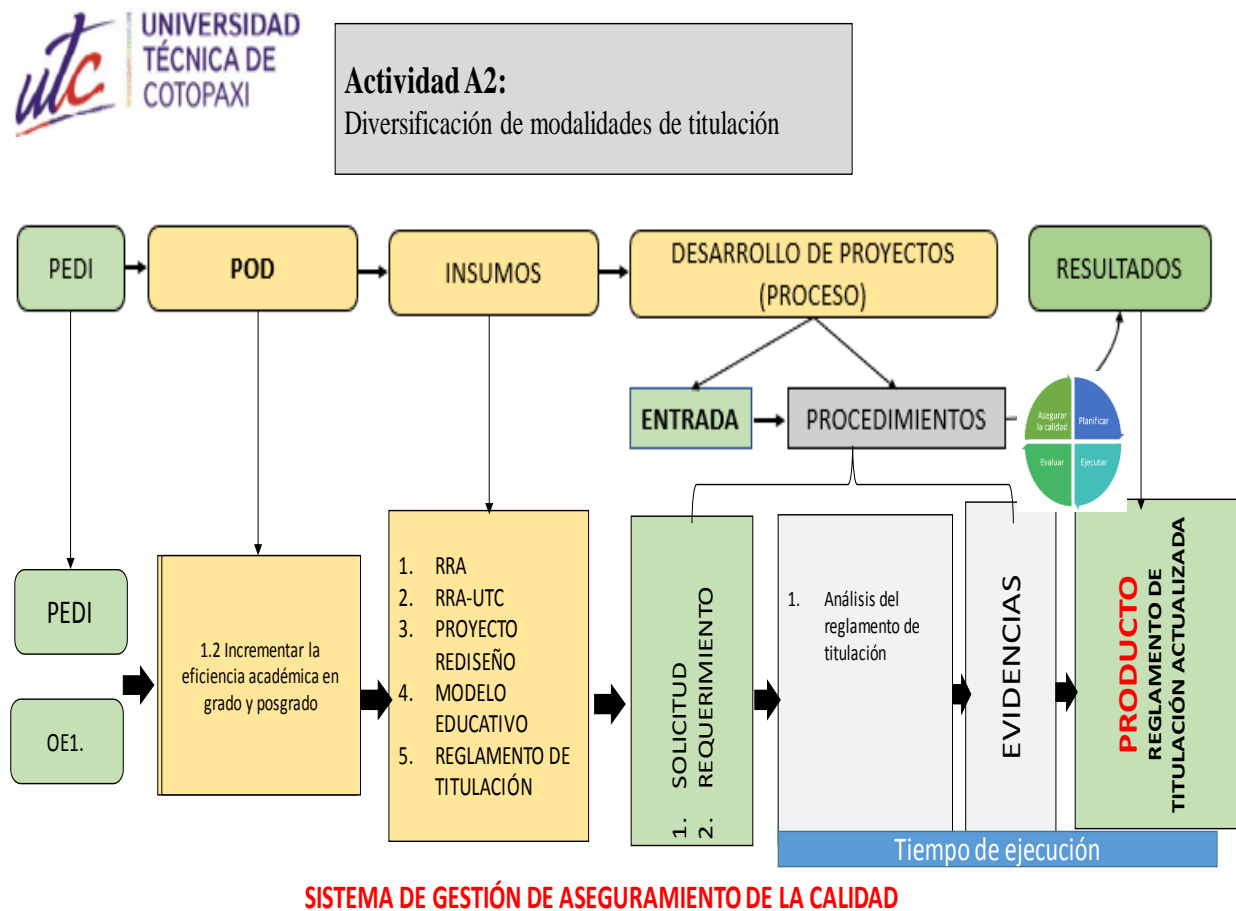 utc
UNIVERSIDAD
TÉCNICA DE
COTOPAXI
Actividad A2:
Diversificación de modalidades de titulación
PEDI
POD
INSUMOS
DESARROLLO DE PROYECTOS
(PROCESO)
RESULTADOS
ENTRADA
PROCEDIMIENTOS
Asegurar
la calidad
Planificar
Evaluar
Ejecutar
PEDI
OE1.
1.2 Incrementar la
eficiencia académica en
grado y posgrado
1. RRA
2. RRA-UTC
3. PROYECTO
REDISEÑO
4. MODELO
EDUCATIVO
5. REGLAMENTO DE
TITULACIÓN
1. SOLICITUD
2. REQUERIMIENTO
1. Análisis del
reglamento de
titulación
EVIDENCIAS
PRODUCTO
REGLAMENTO DE
TITULACIÓN ACTUALIZADA
Tiempo de ejecución
SISTEMA DE GESTIÓN DE ASEGURAMIENTO DE LA CALIDAD